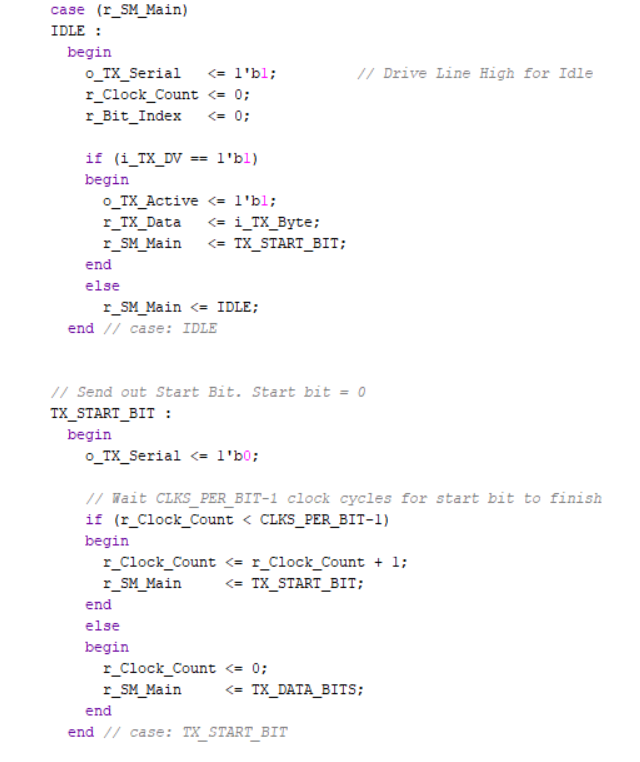 case (r_SM_Main)
IDLE :
  begin
    o_TX_Serial   <= 1'b1;         // Drive Line High for Idle
    r_Clock_Count <= 0;
    r_Bit_Index   <= 0;

    if (i_TX_DV == 1'b1)
    begin
      o_TX_Active <= 1'b1;
      r_TX_Data   <= i_TX_Byte;
      r_SM_Main   <= TX_START_BIT;
    end
    else
      r_SM_Main <= IDLE;
  end // case: IDLE


// Send out Start Bit. Start bit = 0
TX_START_BIT :
  begin
    o_TX_Serial <= 1'b0;

    // Wait CLKS_PER_BIT-1 clock cycles for start bit to finish
    if (r_Clock_Count < CLKS_PER_BIT-1)
    begin
      r_Clock_Count <= r_Clock_Count + 1;
      r_SM_Main     <= TX_START_BIT;
    end
    else
    begin
      r_Clock_Count <= 0;
      r_SM_Main     <= TX_DATA_BITS;
    end
  end // case: TX_START_BIT